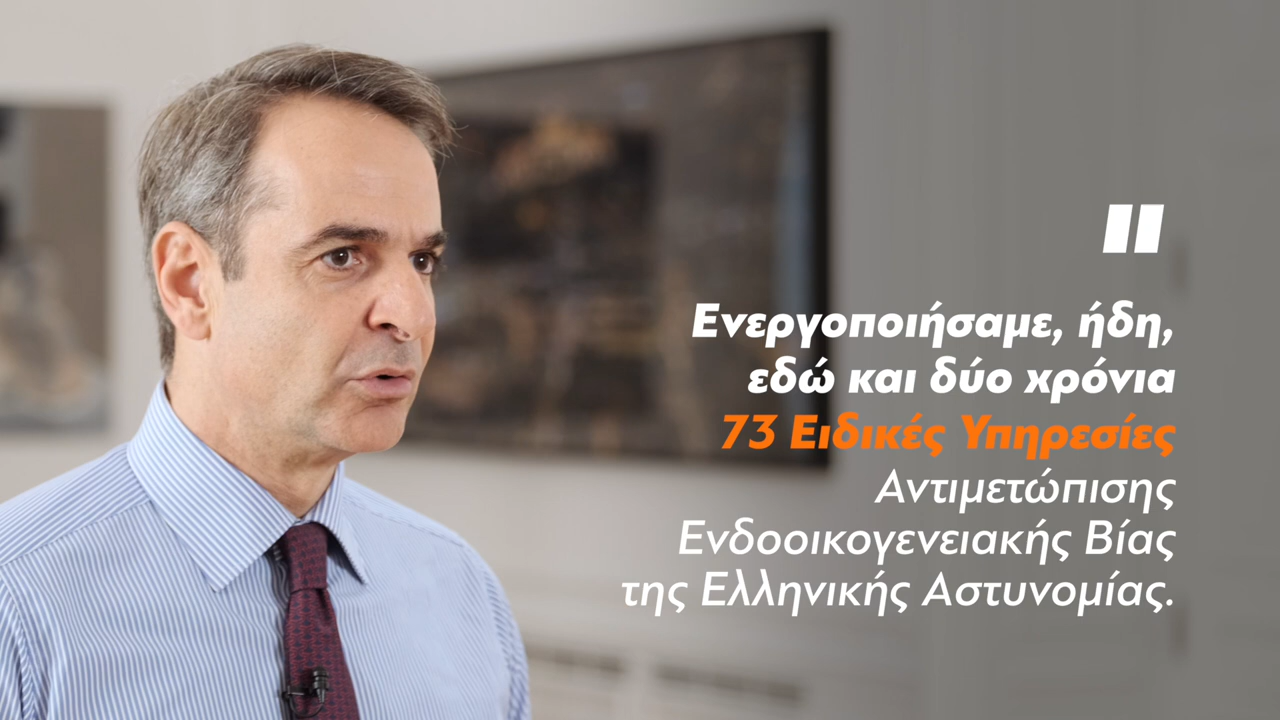 "
Ενεργοποιήσαμε, ήδη,
εδώ και δύο χρόνια
73 Ειδικές Υπηρεσίες
Αντιμετώπισης
Ενδοοικογενειακής Βίας
της Ελληνικής Αστυνομίας.